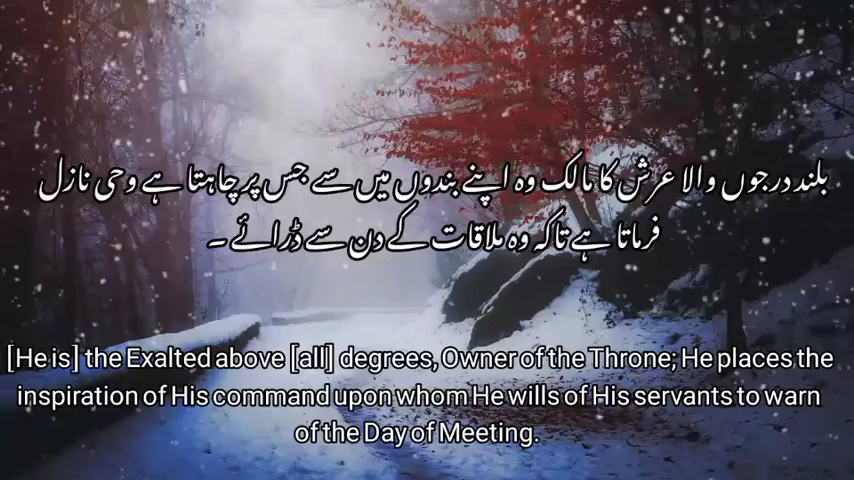 بلند درجوں والا عرش کا مالک وہ اپنے بندوں میں سے جس پر چاہتا ہے وحی نازل
فرماتا ہے تاکہ وہ ملاقات کے دن سے ڈرائے ۔
[He is] the Exalted above [all] degrees, Owner of the Throne; He places the
inspiration of His command upon whom He wills of His servants to warn
of the Day of Meeting.